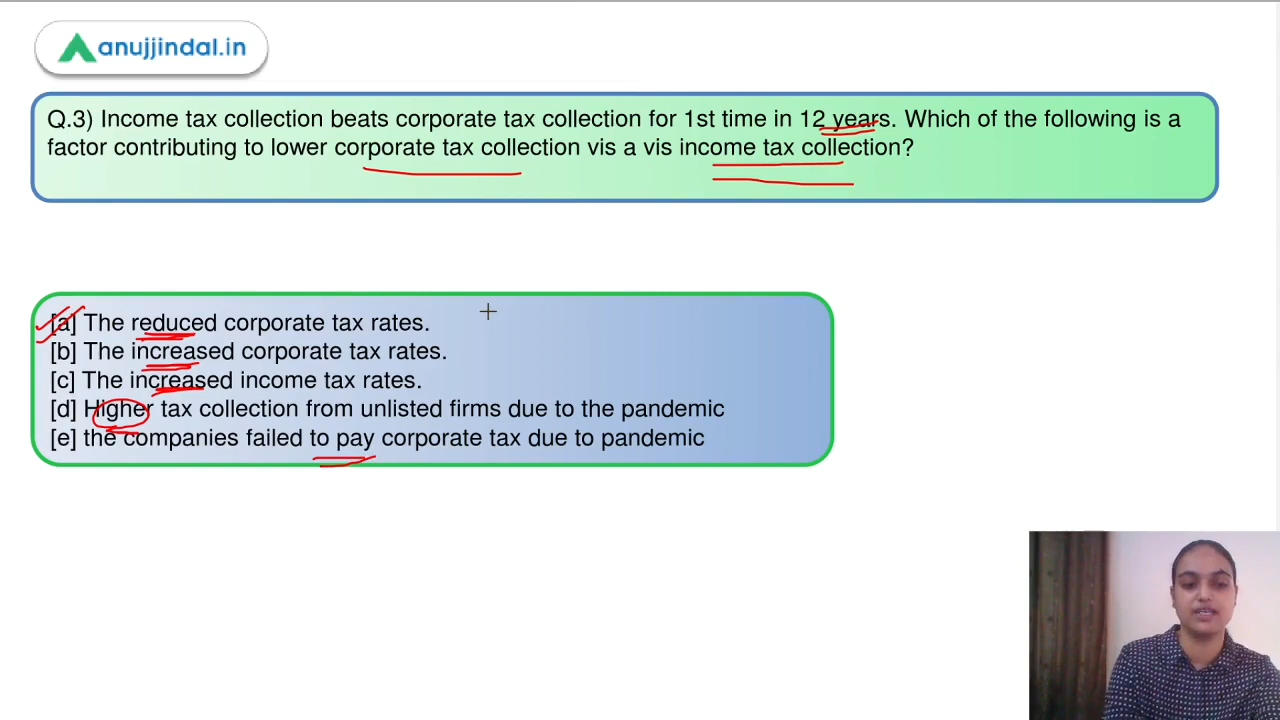 anujjindal.in
Q.3) Income tax collection beats corporate tax collection for 1st time in 12 years. Which of the following is a
factor contributing to lower corporate tax collection vis a vis income tax collection?
[a] The reduced corporate tax rates.
[b] The increased corporate tax rates.
[c] The increased income tax rates.
[d] Higher tax collection from unlisted firms due to the pandemic
[e] the companies failed to pay corporate tax due to pandemic